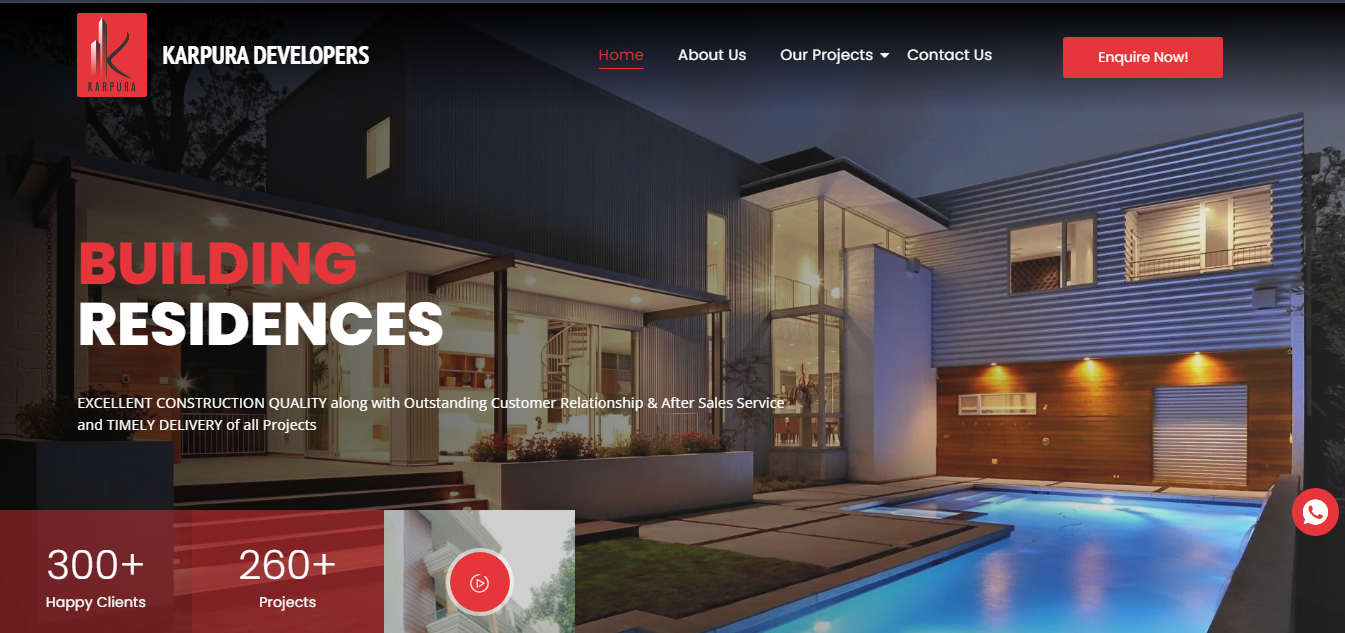 KARPURA
KARPURA DEVELOPERS
Home
About Us
Our Projects
Contact Us
Enquire Now!
BUILDING
RESIDENCES
EXCELLENT CONSTRUCTION QUALITY along with Outstanding Customer Relationship & After Sales Service
and TIMELY DELIVERY of all Projects
300+
Happy Clients
260+
Projects